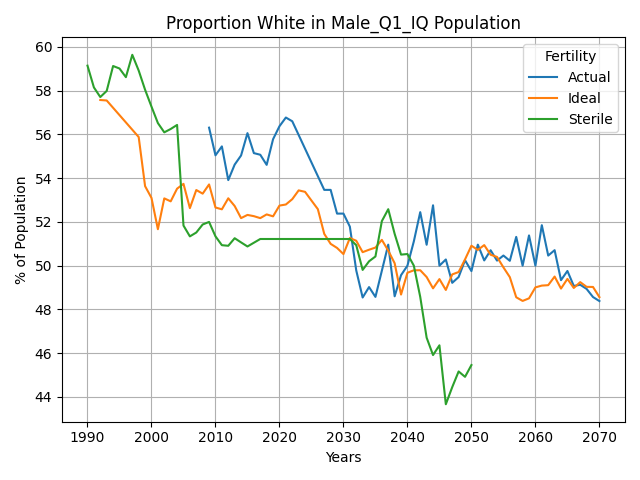 Proportion White in Male_Q1_IQ Population
% of Population
60
58
56
54
52
50
48
46
44
Fertility
Actual
Ideal
Sterile
1990 2000 2010 2020 2030 2040 2050 2060 2070
Years